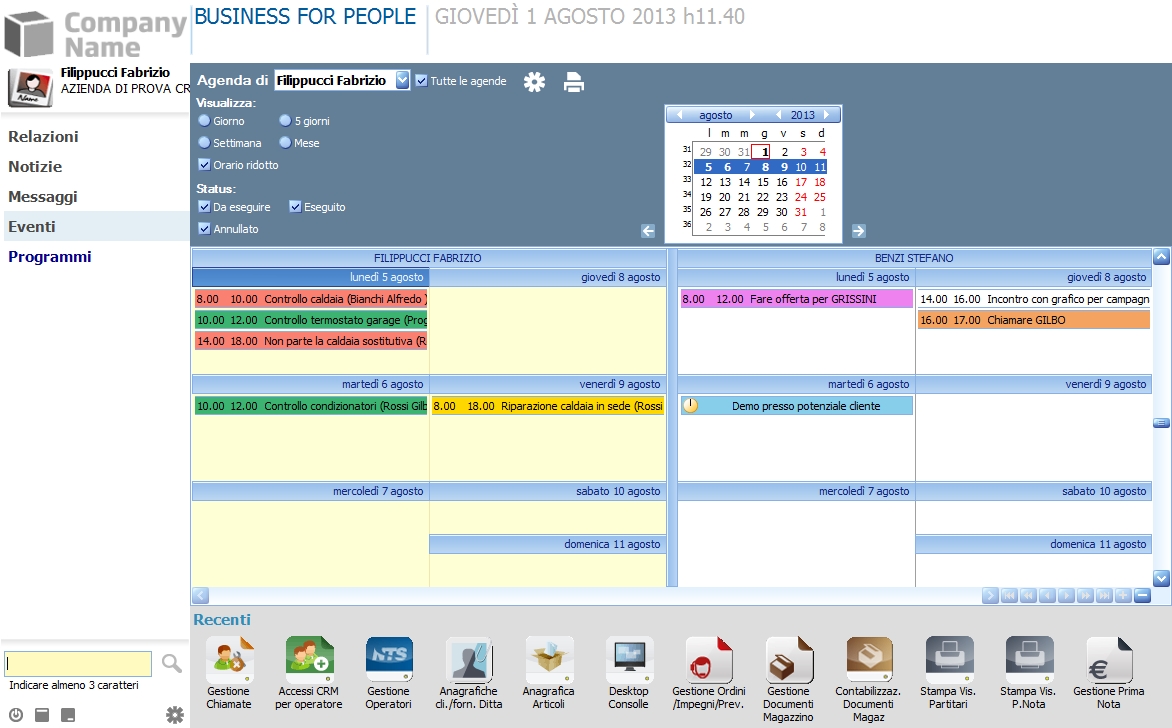 Company
Name
BUSINESS FOR PEOPLE
GIOVEDÌ 1 AGOSTO 2013 h11.40
Name
Filippucci Fabrizio
AZIENDA DI PROVA CR
Relazioni
Notizie
Messaggi
Eventi
Programmi
Agenda di Filippucci Fabrizio Tutte le agende
Visualizza:
Giorno 5 giorni
Settimana Mese
Orario ridotto
Status:
Da eseguire Eseguito
Annullato
agosto 2013
l m m g v s d
31 29 30 31 1 2 3 4
32 5 6 7 8 9 10 11
33 12 13 14 15 16 17 18
34 19 20 21 22 23 24 25
35 26 27 28 29 30 31 1
36 2 3 4 5 6 7 8
FILIPPUCCI FABRIZIO
lunedì 5 agosto
8.00 10.00 Controllo caldaia (Bianchi Alfredo )
10.00 12.00 Controllo termostato garage (Prog
14.00 18.00 Non parte la caldaia sostitutiva (R
giovedì 8 agosto
martedì 6 agosto
10.00 12.00 Controllo condizionatori (Rossi Gilb
venerdì 9 agosto
8.00 18.00 Riparazione caldaia in sede (Rossi
mercoledì 7 agosto
sabato 10 agosto
domenica 11 agosto
BENZI STEFANO
lunedì 5 agosto
8.00 12.00 Fare offerta per GRISSINI
giovedì 8 agosto
14.00 16.00 Incontro con grafico per campagn
16.00 17.00 Chiamare GILBO
martedì 6 agosto
Demo presso potenziale cliente
venerdì 9 agosto
mercoledì 7 agosto
sabato 10 agosto
domenica 11 agosto
Recenti
Gestione
Chiamate
Accessi CRM
per operatore
NTS
Gestione
Operatori
Anagrafiche
cli./forn. Ditta
Anagrafica
Articoli
Desktop
Consolle
Gestione Ordini
/Impegni/Prev.
Gestione
Documenti
Magazzino
Contabilizzaz.
Documenti
Magaz
Stampa Vis.
Partitari
Stampa Vis.
P.Nota
€
Gestione Prima
Nota
Indicare almeno 3 caratteri